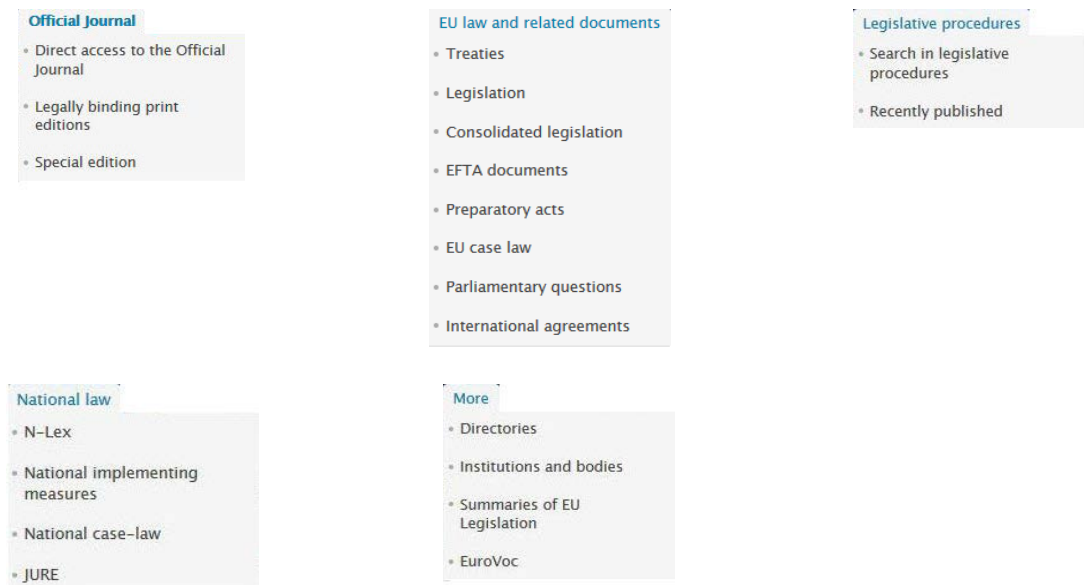 Official Journal
Direct access to the Official
Journal
Legally binding print
editions
Special edition
EU law and related documents
Treaties
Legislation
Consolidated legislation
EFTA documents
Preparatory acts
EU case law
Parliamentary questions
International agreements
Legislative procedures
Search in legislative
procedures
Recently published
National law
N-Lex
National implementing
measures
National case-law
JURE
More
Directories
Institutions and bodies
Summaries of EU
Legislation
EuroVoc